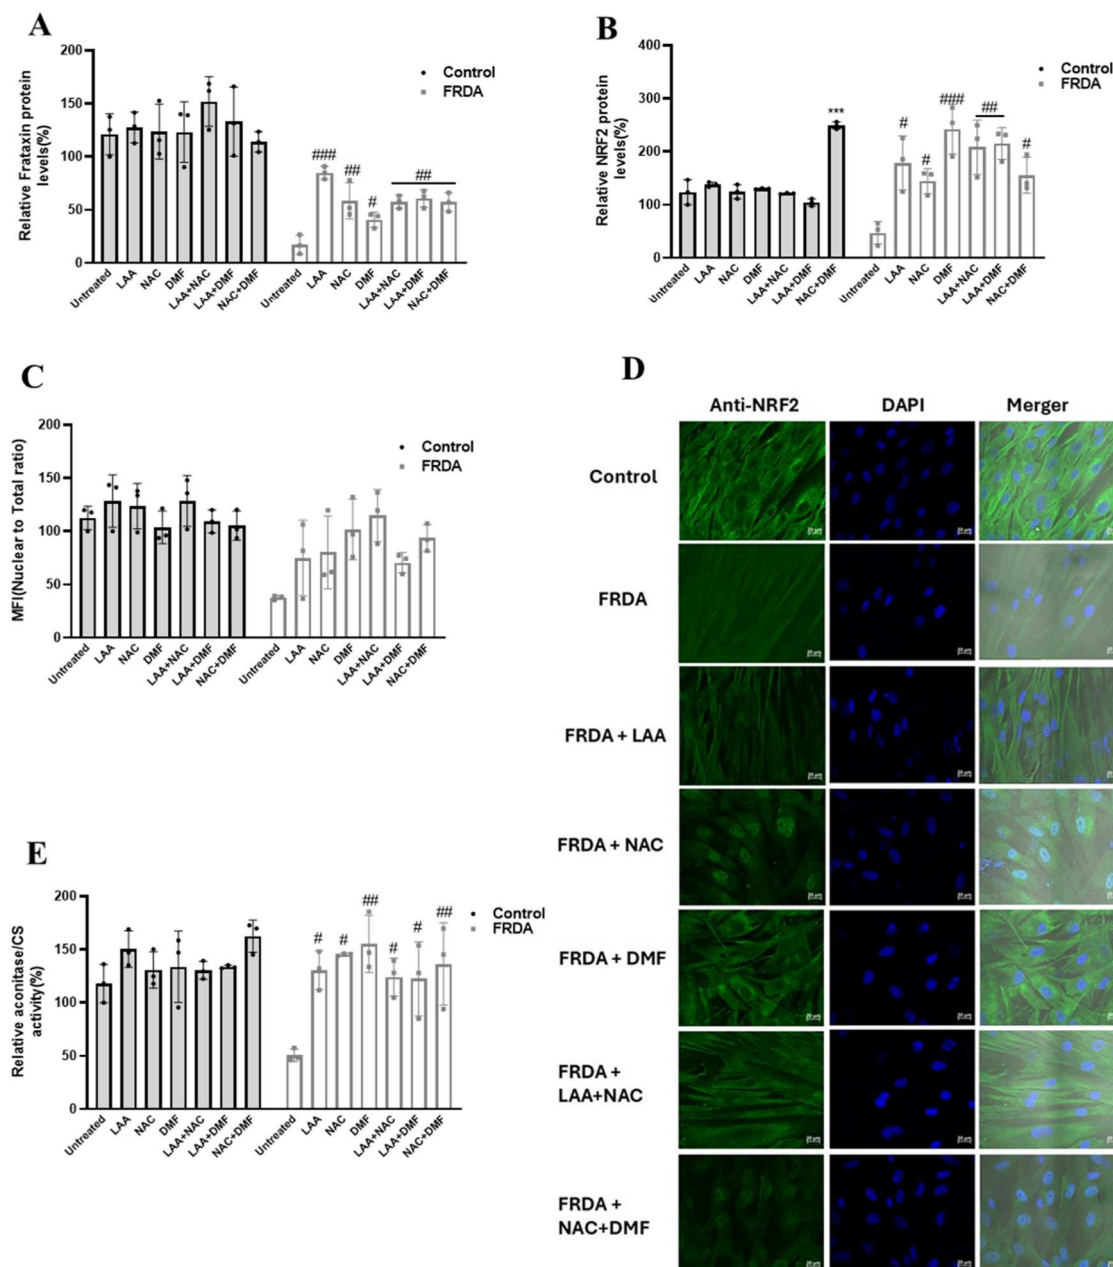 A
Relative Frataxin protein
levels(%)
200
150
100
50
0
Control
FRDA
###
##
#
##
Untreated
LAA
NAC
DMF
LAA+NAC
LAA+DMF
NAC+DMF
Untreated
LAA
NAC
DMF
LAA+NAC
LAA+DMF
NAC+DMF
B
Relative NRF2 protein
levels(%)
400
300
200
100
0
Control
FRDA
***
#
#
###
##
#
Untreated
LAA
NAC
DMF
LAA+NAC
LAA+DMF
NAC+DMF
Untreated
LAA
NAC
DMF
LAA+NAC
LAA+DMF
NAC+DMF
C
MFI(Nuclear to Total ratio)
200
150
100
50
0
Control
FRDA
Untreated
LAA
NAC
DMF
LAA+NAC
LAA+DMF
NAC+DMF
Untreated
LAA
NAC
DMF
LAA+NAC
LAA+DMF
NAC+DMF
D
Anti-NRF2
DAPI
Merger
Control
FRDA
FRDA + LAA
FRDA + NAC
FRDA + DMF
FRDA +
LAA+NAC
FRDA +
NAC+DMF
E
Relative aconitase/CS
activity(%)
200
150
100
50
0
Control
FRDA
#
#
##
#
#
##
Untreated
LAA
NAC
DMF
LAA+NAC
LAA+DMF
NAC+DMF
Untreated
LAA
NAC
DMF
LAA+NAC
LAA+DMF
NAC+DMF